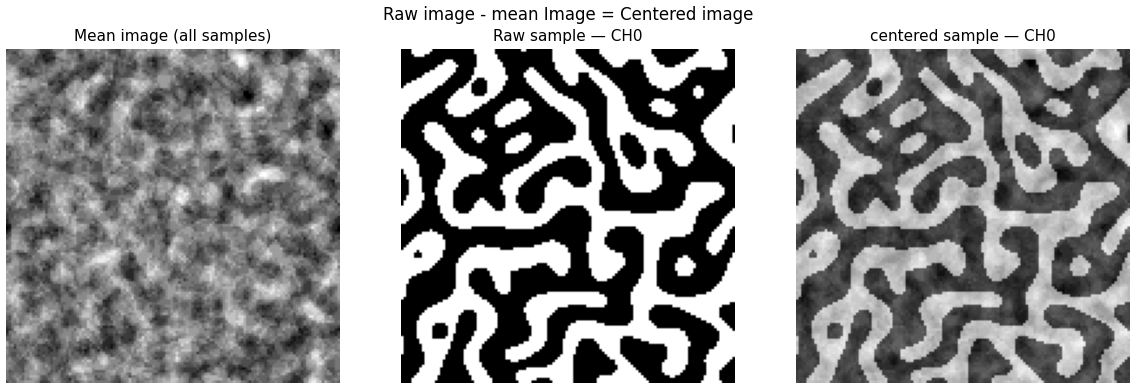 Raw image - mean Image = Centered image
Mean image (all samples)
Raw sample — CH0
centered sample — CH0